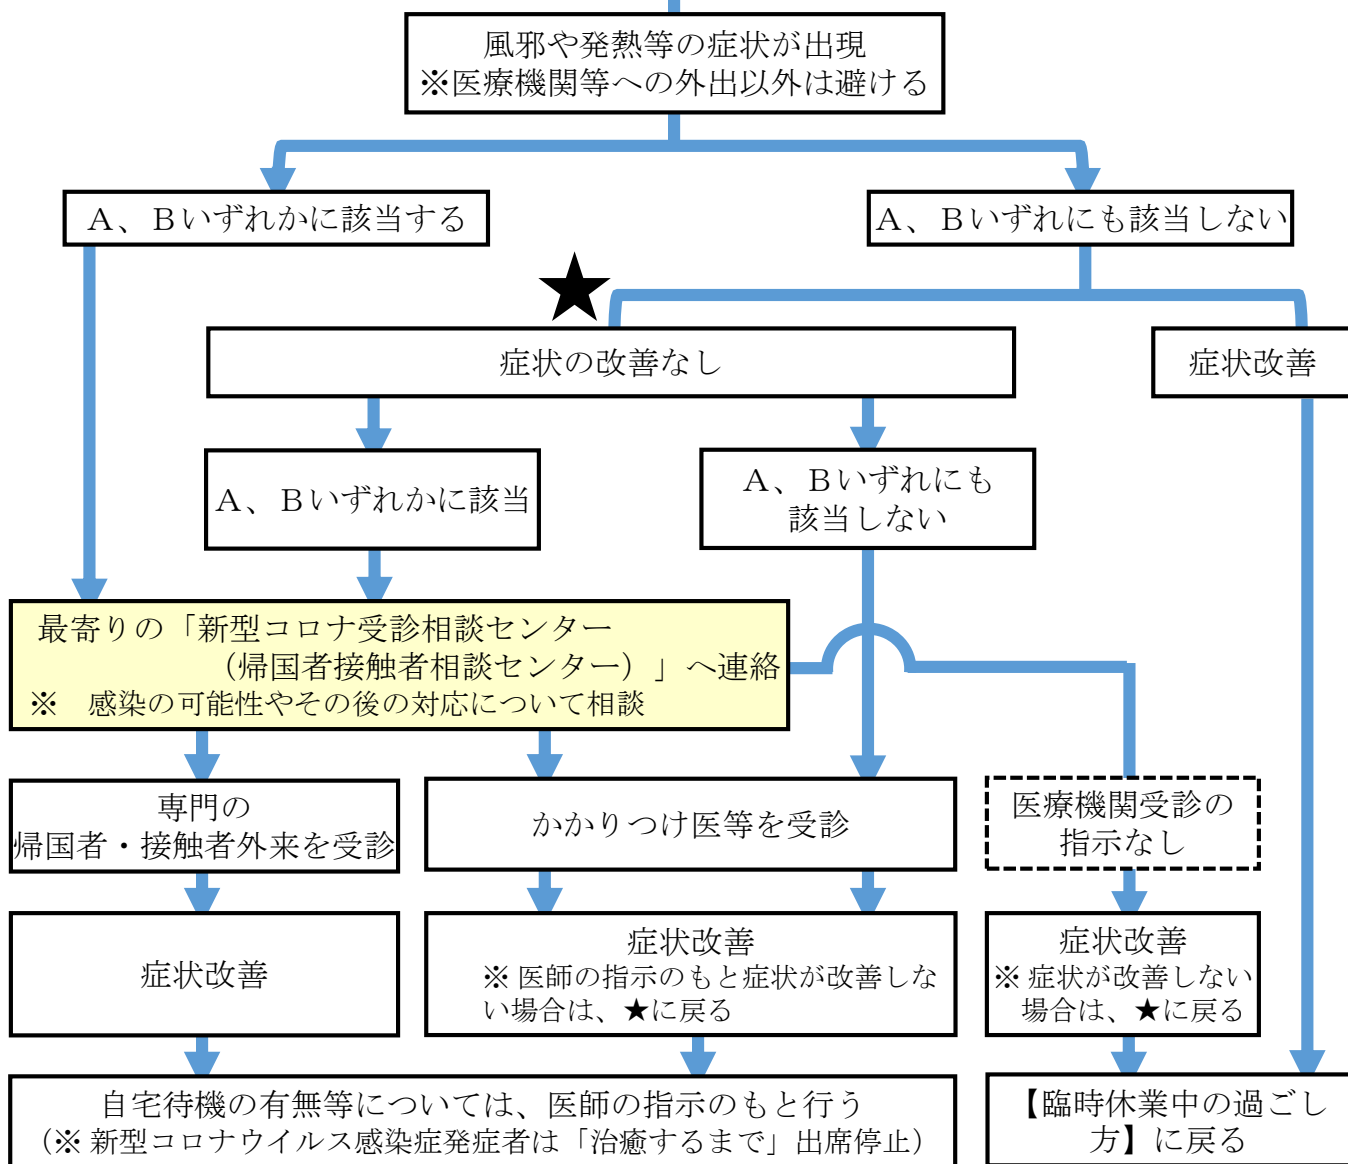 風邪や発熱等の症状が出現
※医療機関等への外出以外は避ける
Ａ、Ｂいずれかに該当する
Ａ、Ｂいずれにも該当しない
★
症状の改善なし
症状改善
Ａ、Ｂいずれかに該当
Ａ、Ｂいずれにも
該当しない
最寄りの「新型コロナ受診相談センター
（帰国者接触者相談センター）」へ連絡
※　感染の可能性やその後の対応について相談
専門の
帰国者・接触者外来を受診
かかりつけ医等を受診
医療機関受診の
指示なし
症状改善
症状改善
※ 医師の指示のもと症状が改善しな
い場合は、★に戻る
症状改善
※ 症状が改善しない
場合は、★に戻る
自宅待機の有無等については、医師の指示のもと行う
（※ 新型コロナウイルス感染症発症者は「治癒するまで」出席停止）
【臨時休業中の過ごし
方】に戻る